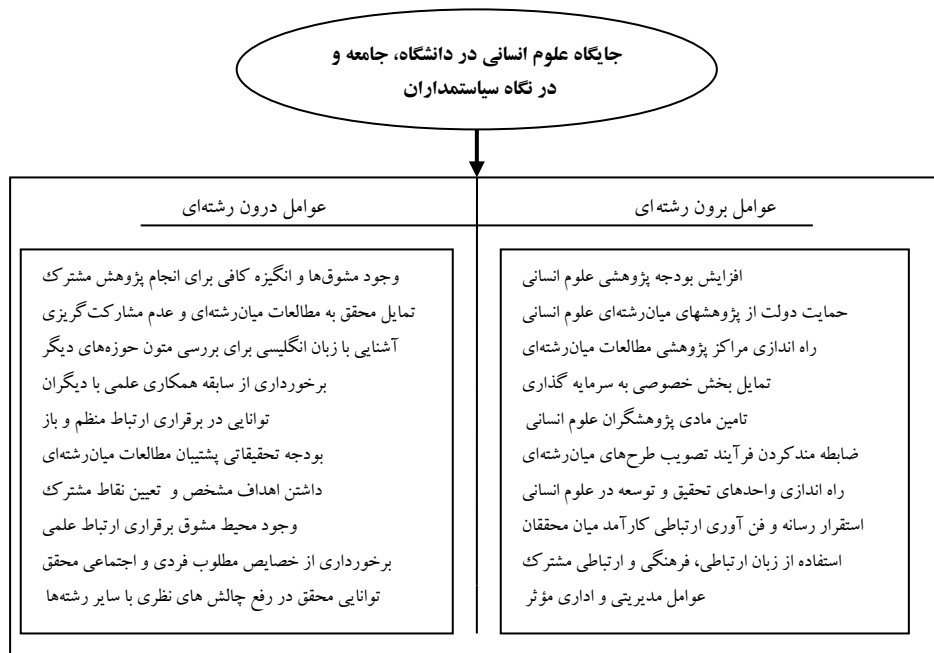 جایگاه علوم انسانی در دانشگاه، جامعه و
در نگاه سیاستمداران
عوامل برون رشته‌ای
افزایش بودجه پژوهشی علوم انسانی
حمایت دولت از پژوهشهای میان‌رشته‌ای علوم انسانی
راه اندازی مراکز پژوهشی مطالعات میان‌رشته‌ای
تمایل بخش خصوصی به سرمایه گذاری
تامین مادی پژوهشگران علوم انسانی
ضابطه مندکردن فرآیند تصویب طرح‌های میان‌رشته‌ای
راه اندازی واحدهای تحقیق و توسعه در علوم انسانی
استقرار رسانه و فن آوری ارتباطی کارآمد میان محققان
استفاده از زبان ارتباطی، فرهنگی و ارتباطی مشترك
عوامل مدیریتی و اداری مؤثر
عوامل درون رشته‌ای
وجود مشوق‌ها و انگیزه کافی برای انجام پژوهش مشترك
تمایل محقق به مطالعات میان‌رشته‌ای و عدم مشارکت‌گریزی
آشنایی با زبان انگلیسی برای بررسی متون حوزه‌های دیگر
برخورداری از سابقه همکاری علمی با دیگران
توانایی در برقراری ارتباط منظم و باز
بودجه تحقیقاتی پشتیبان مطالعات میان‌رشته‌ای
داشتن اهداف مشخص و تعیین نقاط مشترك
وجود محیط مشوق برقراری ارتباط علمی
برخورداری از خصایص مطلوب فردی و اجتماعی محقق
توانایی محقق در رفع چالش های نظری با سایر رشته‌ها